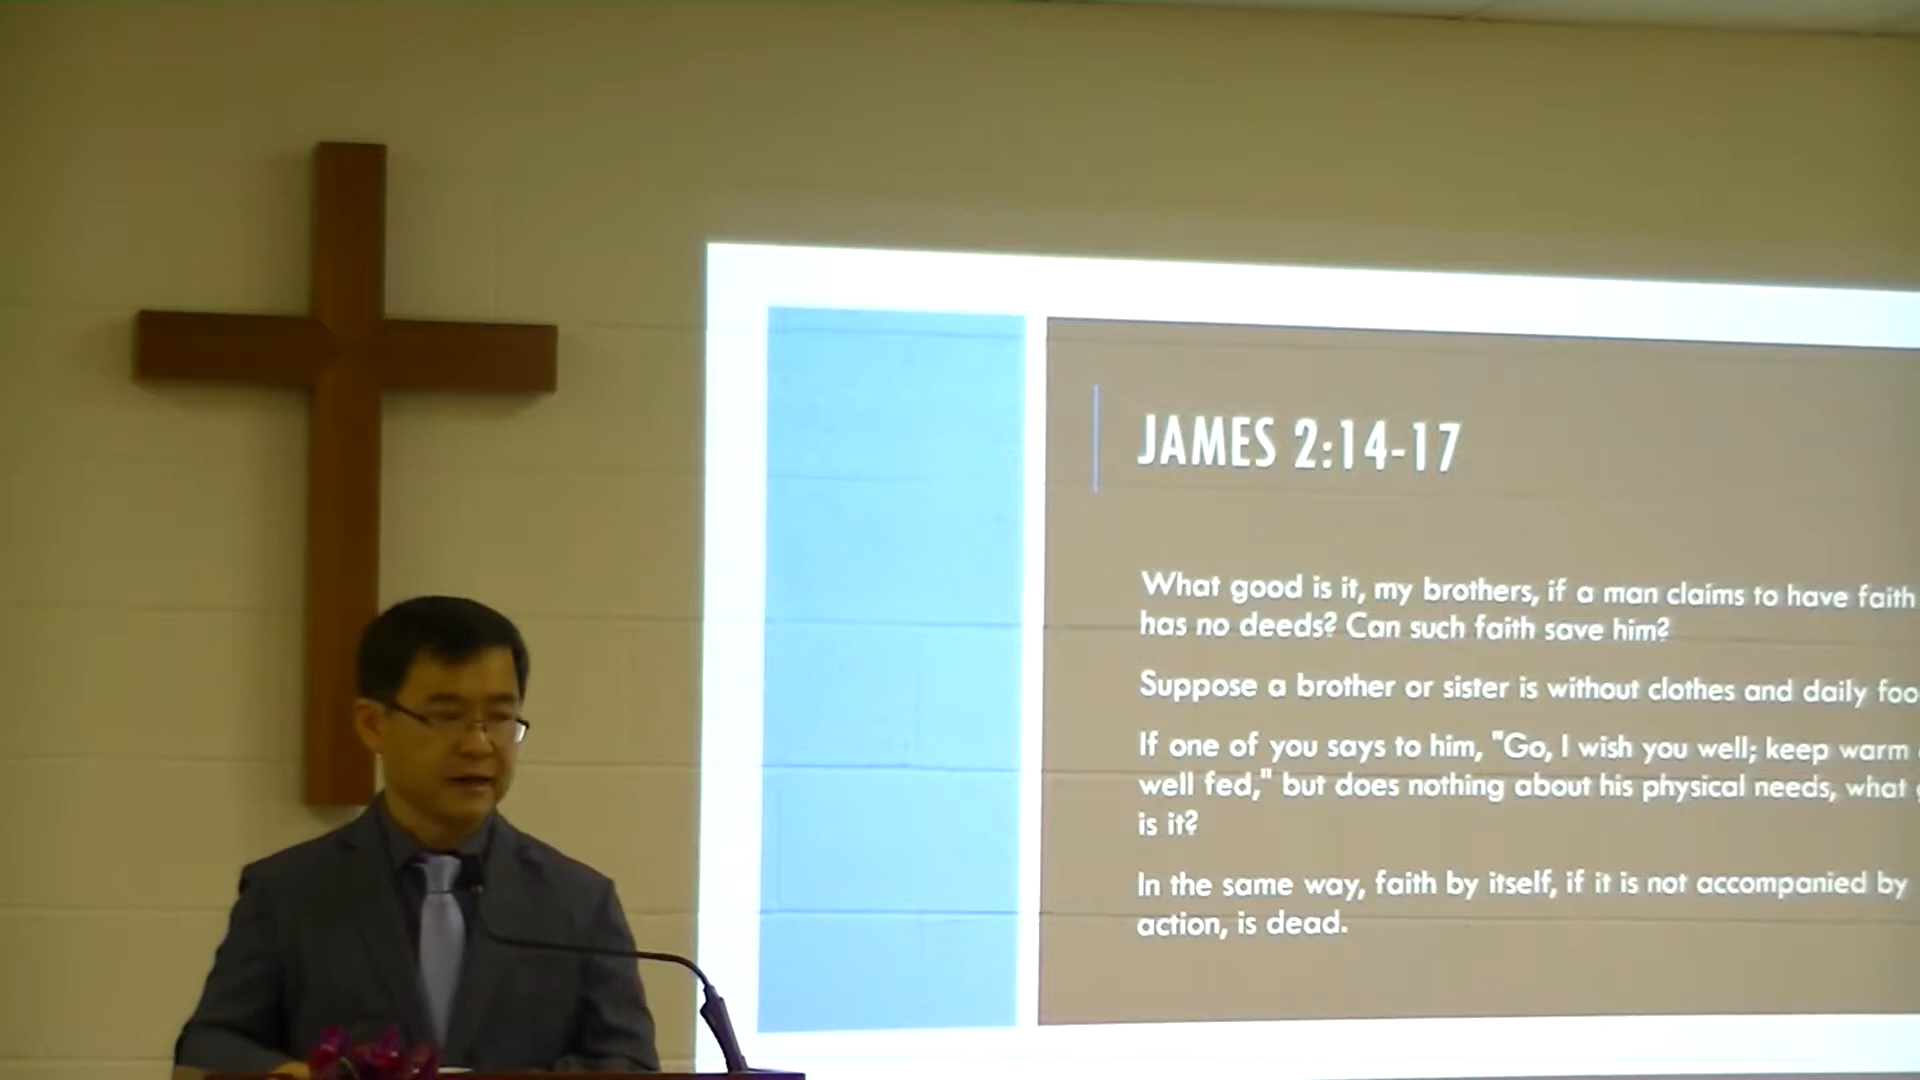 JAMES 2:14-17
What good is it, my brothers, if a man claims to have faith
has no deeds? Can such faith save him?
Suppose a brother or sister is without clothes and daily foo
If one of you says to him, "Go, I wish you well; keep warm
well fed," but does nothing about his physical needs, what
is it?
In the same way, faith by itself, if it is not accompanied by
action, is dead.